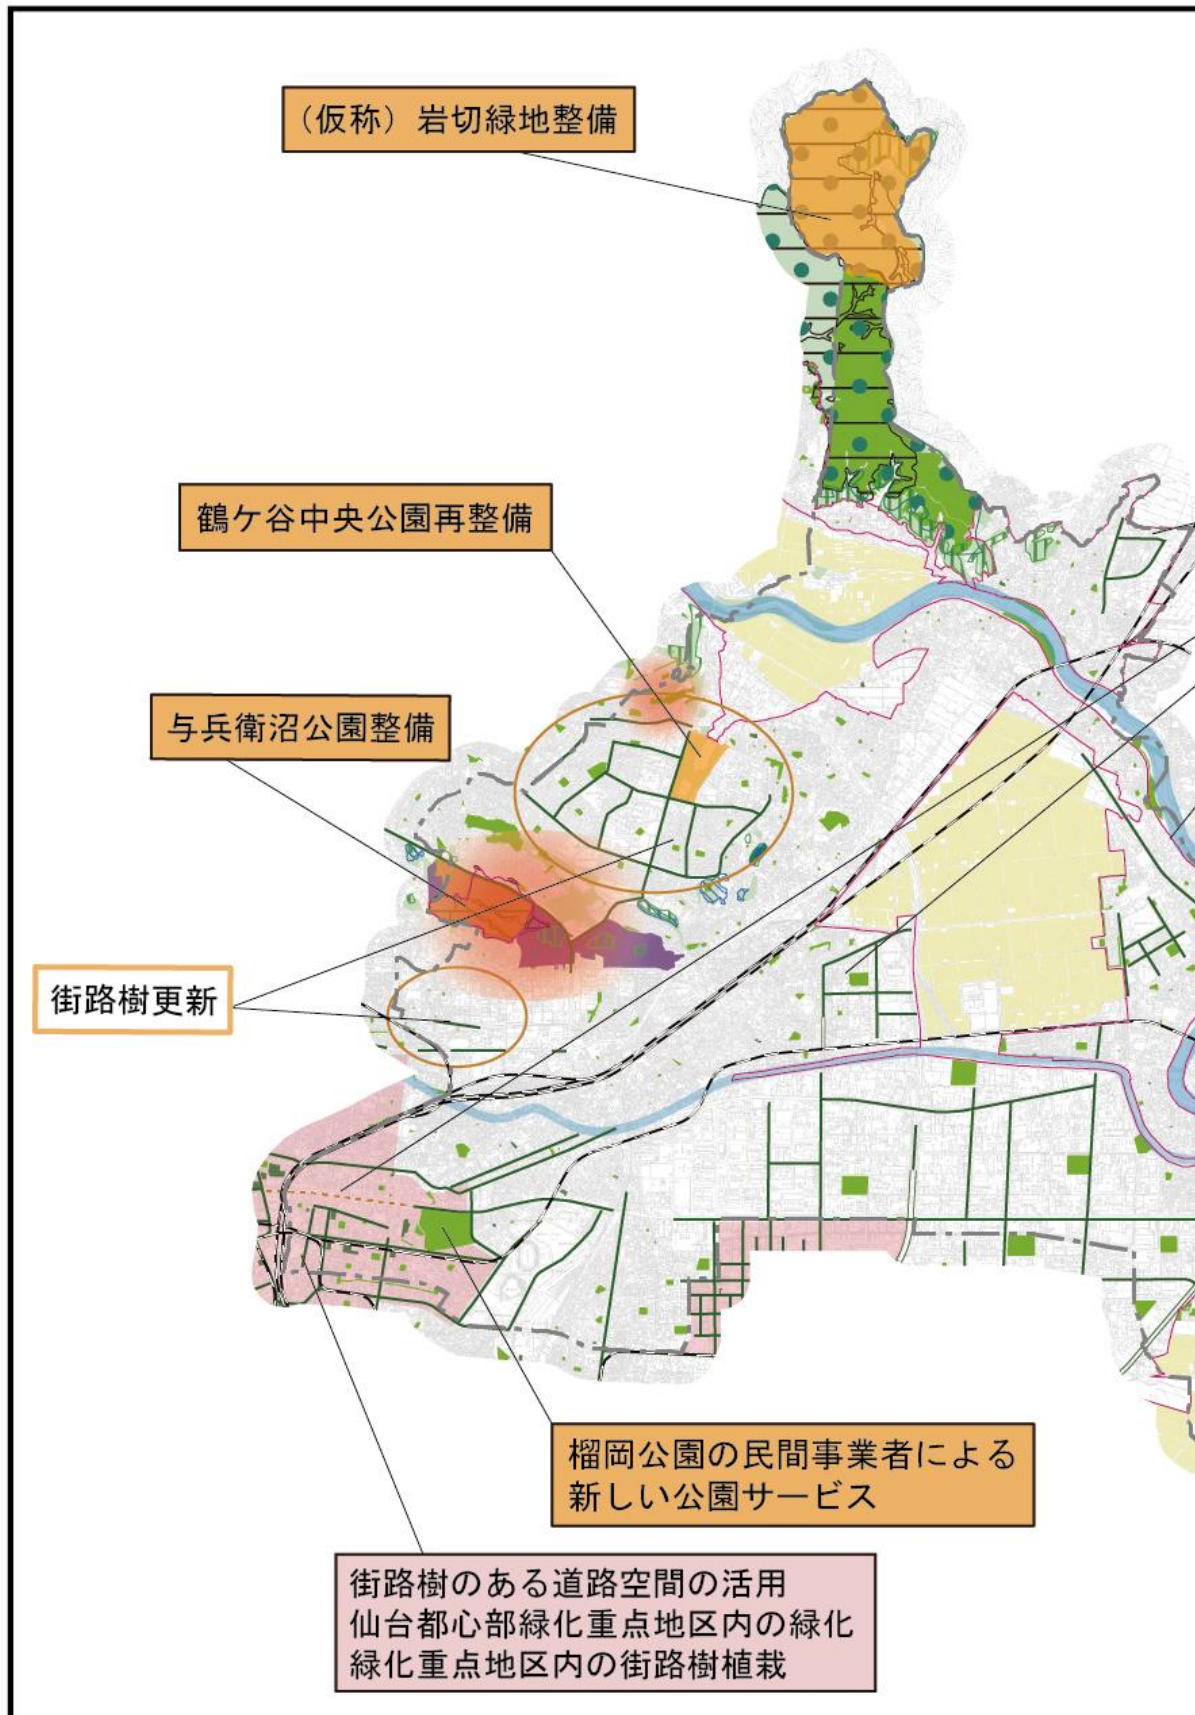 （仮称）岩切緑地整備
鶴ケ谷中央公園再整備
与兵衛沼公園整備
街路樹更新
榴岡公園の民間事業者による
新しい公園サービス
街路樹のある道路空間の活用
仙台都心部緑化重点地区内の緑化
緑化重点地区内の街路樹植栽